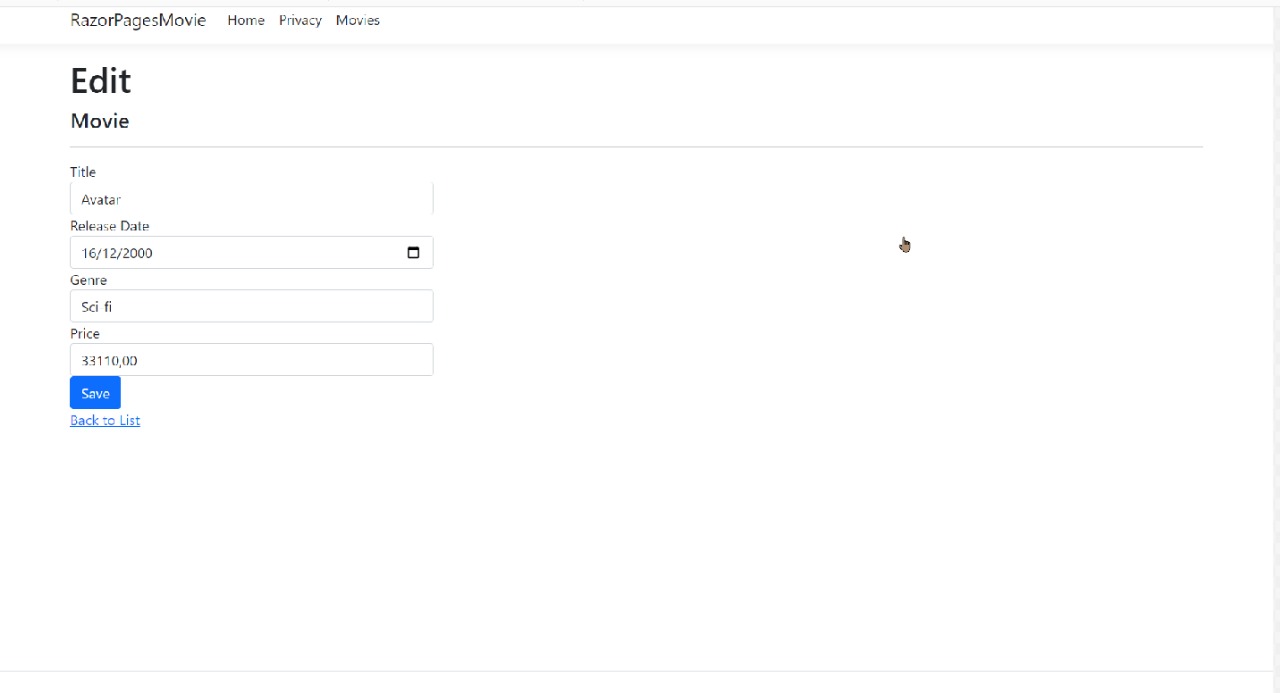 RazorPagesMovie Home Privacy Movies
Edit
Movie
Title
Avatar
Release Date
16/12/2000
Genre
Sci fi
Price
33110,00
Save
Back to List